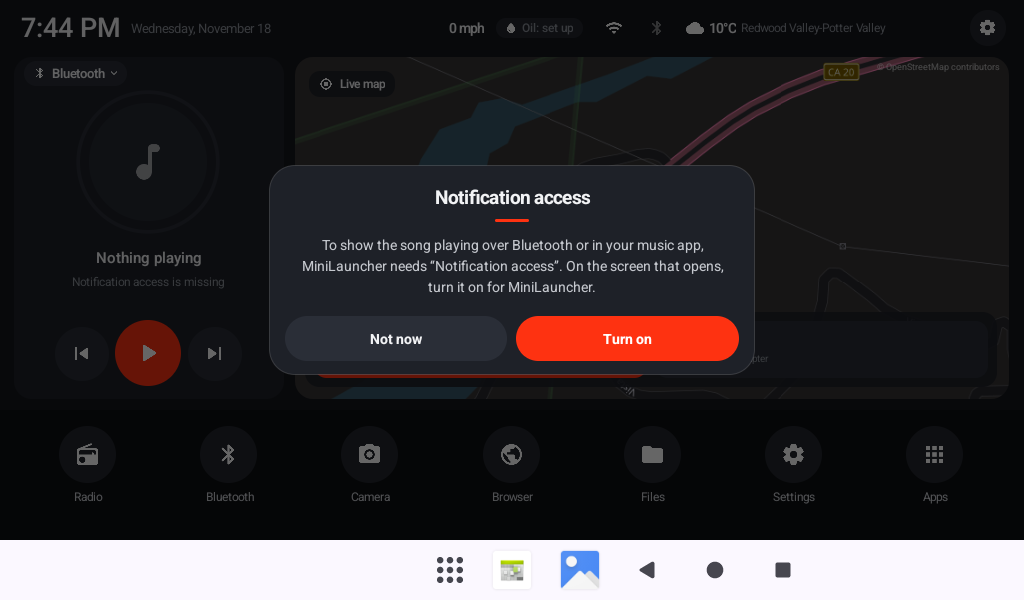 7:44 PM
Wednesday, November 18
0 mph
Oil: set up
10°C
Redwood Valley-Potter Valley
Bluetooth
Live map
CA 20
© OpenStreetMap contributors
Nothing playing
Notification access is missing
Notification access
To show the song playing over Bluetooth or in your music app,
MiniLauncher needs “Notification access”. On the screen that opens,
turn it on for MiniLauncher.
Not now
Turn on
Radio
Bluetooth
Camera
Browser
Files
Settings
Apps